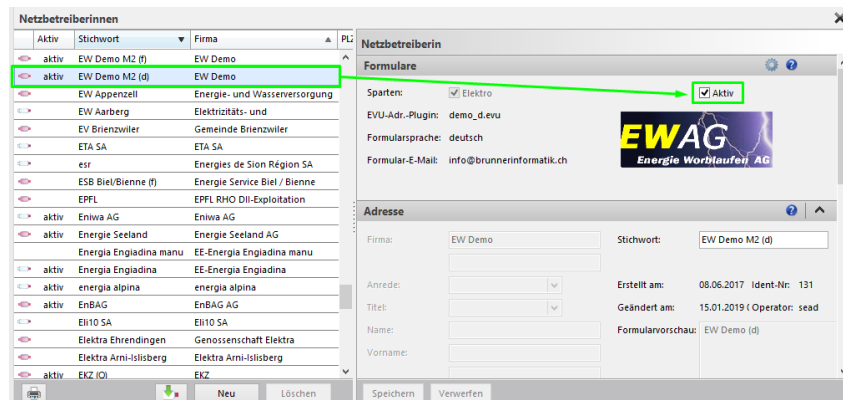 Netzbetreiberinnen
Aktiv Stichwort Firma PLZ
aktiv EW Demo M2 (f) EW Demo
aktiv EW Demo M2 (d) EW Demo
EW Appenzell Energie- und Wasserversorgung
EW Aarberg Elektrizitäts- und
EV Brienzwiler Gemeinde Brienzwiler
ETA SA ETA SA
esr Energies de Sion Région SA
ESB Biel/Bienne (f) Energie Service Biel / Bienne
EPFL EPFL RHO DII-Exploitation
aktiv Eniwa AG Eniwa AG
aktiv Energie Seeland Energie Seeland AG
Energia Engiadina manu EE-Energia Engiadina manu
aktiv Energia Engiadina EE-Energia Engiadina
aktiv energia alpina energia alpina
aktiv EnBAG EnBAG AG
Eli10 SA Eli10 SA
Elektra Ehrendingen Genossenschaft Elektra
Elektra Arni-Islisberg Elektra Arni-Islisberg
aktiv EKZ (O) EKZ
Neu Löschen
Netzbetreiberin
Formulare
Sparten: Elektro Aktiv
EVU-Adr.-Plugin: demo_d.evu
Formularsprache: deutsch
Formular-E-Mail: info@brunnerinformatik.ch
EWAG
Energie Worblaufen AG
Adresse
Firma: EW Demo Stichwort: EW Demo M2 (d)
Anrede: Erstellt am: 08.06.2017 Ident-Nr: 131
Titel: Geändert am: 15.01.2019 ( Operator: sead
Name: Formularvorschau: EW Demo (d)
Vorname:
Speichern Verwerfen